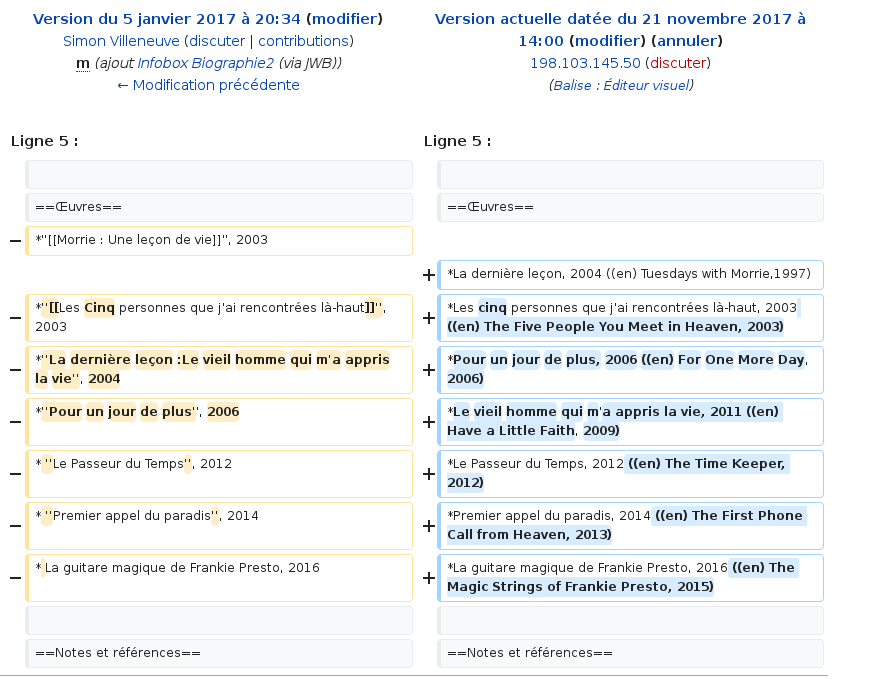 Version du 5 janvier 2017 à 20:34 (modifier)
Simon Villeneuve (discuter | contributions)
m (ajout Infobox Biographie2 (via JWB))
← Modification précédente
Version actuelle datée du 21 novembre 2017 à
14:00 (modifier) (annuler)
198.103.145.50 (discuter)
(Balise : Éditeur visuel)
Ligne 5 :
Ligne 5 :
==Œuvres==
==Œuvres==
− *''[[Morrie : Une leçon de vie]]'', 2003
+ *La dernière leçon, 2004 ((en) Tuesdays with Morrie,1997)
− *''[[Les Cinq personnes que j'ai rencontrées là-haut]]'',
2003
+ *Les cinq personnes que j'ai rencontrées là-haut, 2003
((en) The Five People You Meet in Heaven, 2003)
− *''La dernière leçon :Le vieil homme qui m'a appris
la vie'', 2004
+ *Pour un jour de plus, 2006 ((en) For One More Day,
2006)
− *''Pour un jour de plus'', 2006
+ *Le vieil homme qui m'a appris la vie, 2011 ((en)
Have a Little Faith, 2009)
− * ''Le Passeur du Temps'', 2012
+ *Le Passeur du Temps, 2012 ((en) The Time Keeper,
2012)
− * ''Premier appel du paradis'', 2014
+ *Premier appel du paradis, 2014 ((en) The First Phone
Call from Heaven, 2013)
− * La guitare magique de Frankie Presto, 2016
+ *La guitare magique de Frankie Presto, 2016 ((en) The
Magic Strings of Frankie Presto, 2015)
==Notes et références==
==Notes et références==